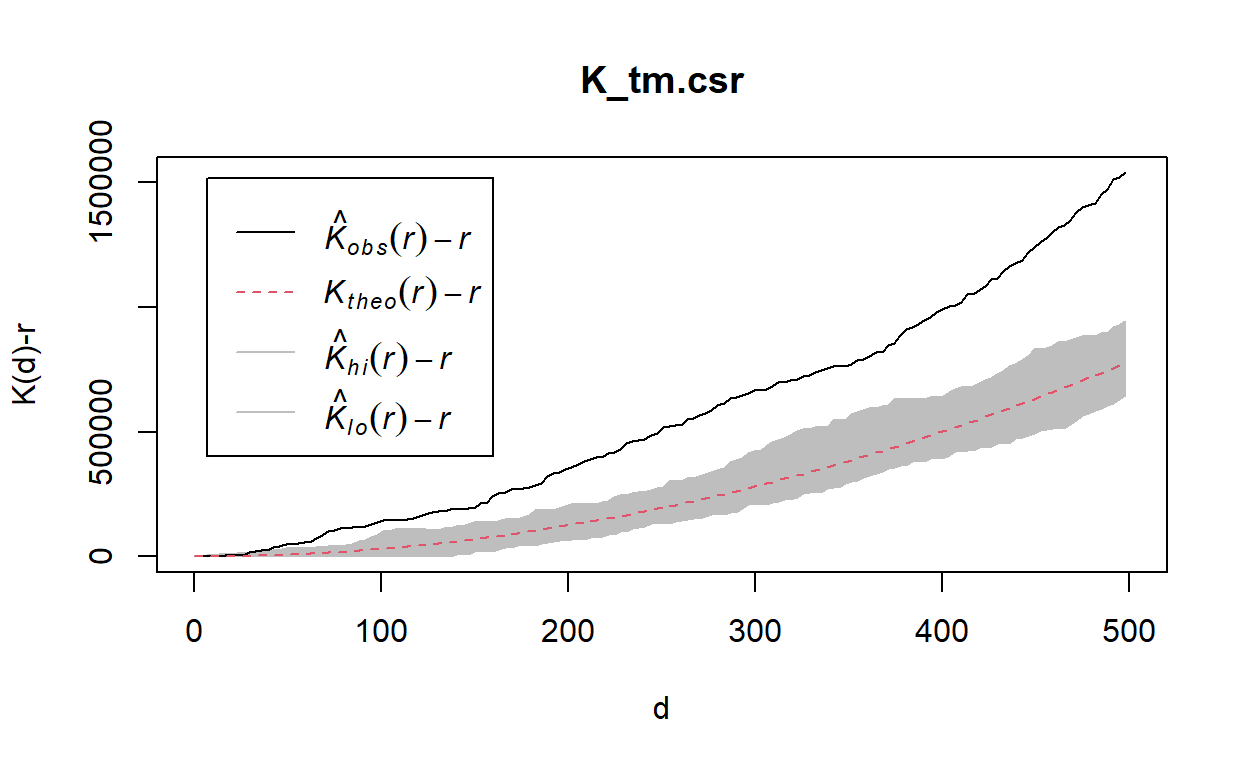 K_tm.csr
K(d)-r
1500000
500000
0
K̂obs(r) − r
Ktheo(r) − r
K̂hi(r) − r
K̂lo(r) − r
0 100 200 300 400 500
d